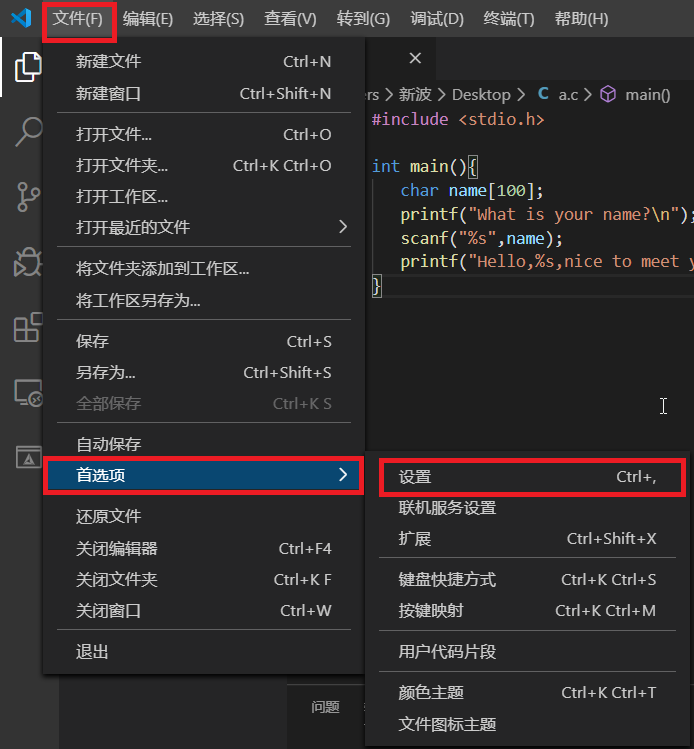 文件(F) 编辑(E) 选择(S) 查看(V) 转到(G) 调试(D) 终端(T) 帮助(H)
新建文件 Ctrl+N
新建窗口 Ctrl+Shift+N
打开文件... Ctrl+O
打开文件夹... Ctrl+K Ctrl+O
打开工作区...
打开最近的文件
将文件夹添加到工作区...
将工作区另存为...
保存 Ctrl+S
另存为... Ctrl+Shift+S
全部保存 Ctrl+K S
自动保存
首选项
还原文件
关闭编辑器 Ctrl+F4
关闭文件夹 Ctrl+K F
关闭窗口 Ctrl+W
退出
ers > 新波 > Desktop > C a.c > main()
#include <stdio.h>
int main(){
char name[100];
printf("What is your name?\n");
scanf("%s",name);
printf("Hello,%s,nice to meet y
}
设置 Ctrl+,
联机服务设置
扩展 Ctrl+Shift+X
键盘快捷方式 Ctrl+K Ctrl+S
按键映射 Ctrl+K Ctrl+M
用户代码片段
颜色主题 Ctrl+K Ctrl+T
文件图标主题
问题